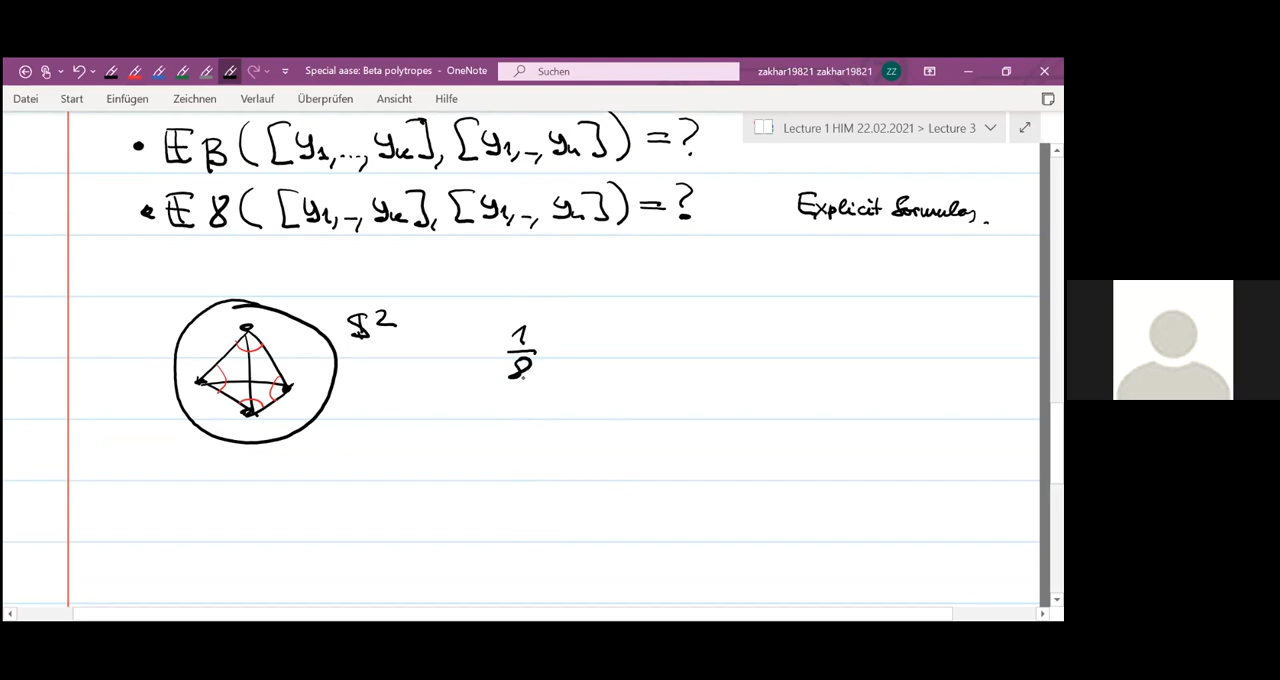 Special aase: Beta polytropes - OneNote
Suchen
zakhar19821 zakhar19821
ZZ
Datei Start Einfügen Zeichnen Verlauf Überprüfen Ansicht Hilfe
Lecture 1 HIM 22.02.2021 > Lecture 3
• 𝔼 β ( [y₁,...,yₖ], [y₁,-,yₙ] ) = ?
• 𝔼 γ ( [y₁,-,yₖ], [y₁,-,yₙ] ) = ? Explicit formulas.
𝕊²
1/8